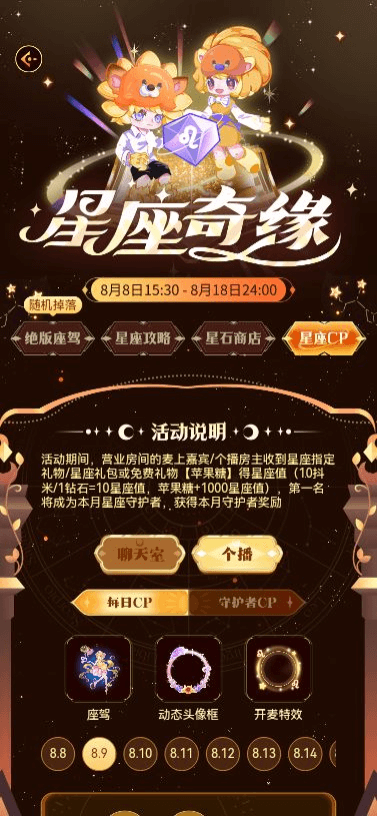 星座奇缘
8月8日15:30 - 8月18日24:00
随机掉落
绝版座驾 星座攻略 星石商店 星座CP
活动说明
活动期间，营业房间的麦上嘉宾/个播房主收到星座指定
礼物/星座礼包或免费礼物【苹果糖】得星座值（10抖
米/1钻石=10星座值，苹果糖+1000星座值），第一名
将成为本月星座守护者，获得本月守护者奖励
聊天室 个播
每日CP 守护者CP
座驾 动态头像框 开麦特效
8.8 8.9 8.10 8.11 8.12 8.13 8.14